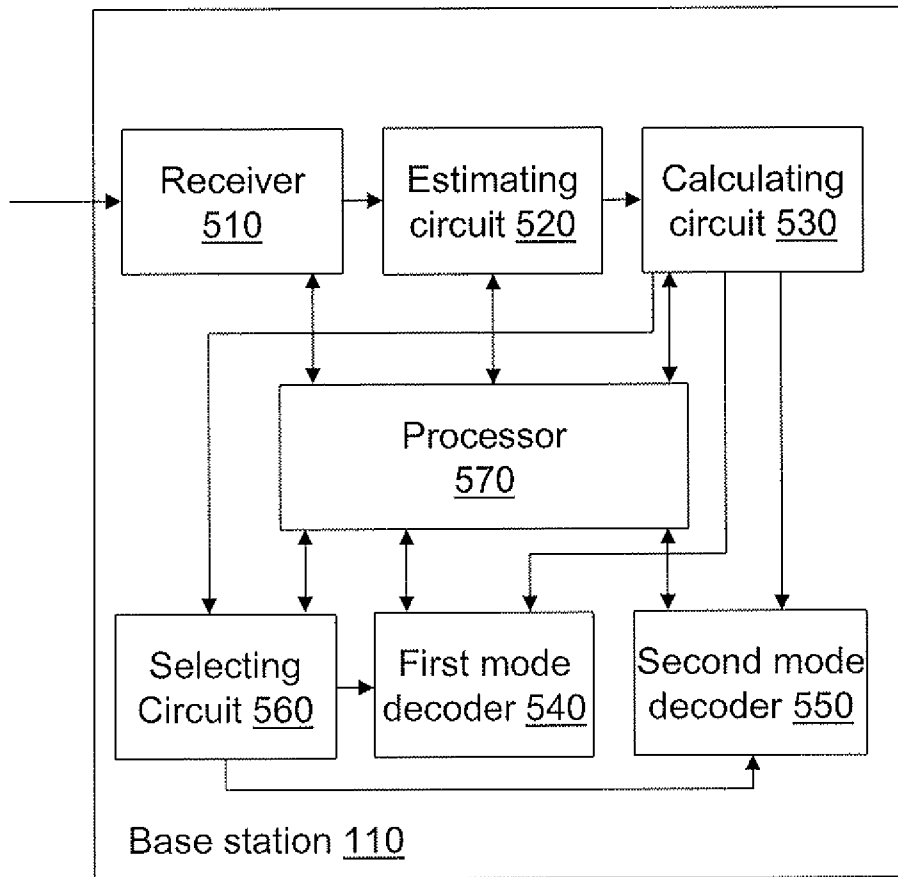 Receiver
510
Estimating
circuit 520
Calculating
circuit 530
Processor
570
Selecting
Circuit 560
First mode
decoder 540
Second mode
decoder 550
Base station 110